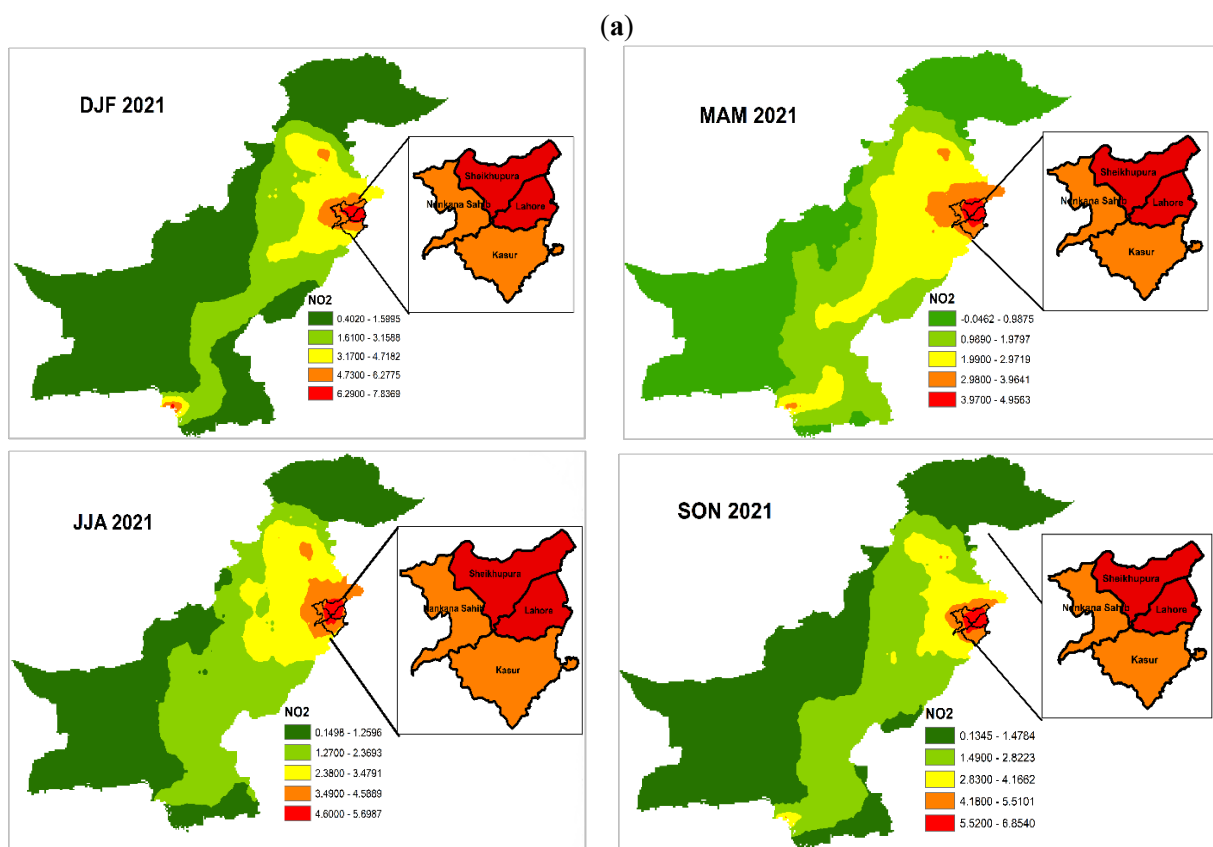 (a)
DJF 2021
Sheikhupura
Nankana Sahib
Lahore
Kasur
NO2
0.4020 - 1.5995
1.6100 - 3.1588
3.1700 - 4.7182
4.7300 - 6.2775
6.2900 - 7.8369
MAM 2021
Sheikhupura
Nankana Sahib
Lahore
Kasur
NO2
-0.0462 - 0.9875
0.9890 - 1.9797
1.9900 - 2.9719
2.9800 - 3.9641
3.9700 - 4.9563
JJA 2021
Sheikhupura
Nankana Sahib
Lahore
Kasur
NO2
0.1496 - 1.2596
1.2700 - 2.3693
2.3800 - 3.4791
3.4900 - 4.5889
4.6000 - 5.6987
SON 2021
Sheikhupura
Nankana Sahib
Lahore
Kasur
NO2
0.1345 - 1.4784
1.4900 - 2.8223
2.8300 - 4.1662
4.1800 - 5.5101
5.5200 - 6.8540